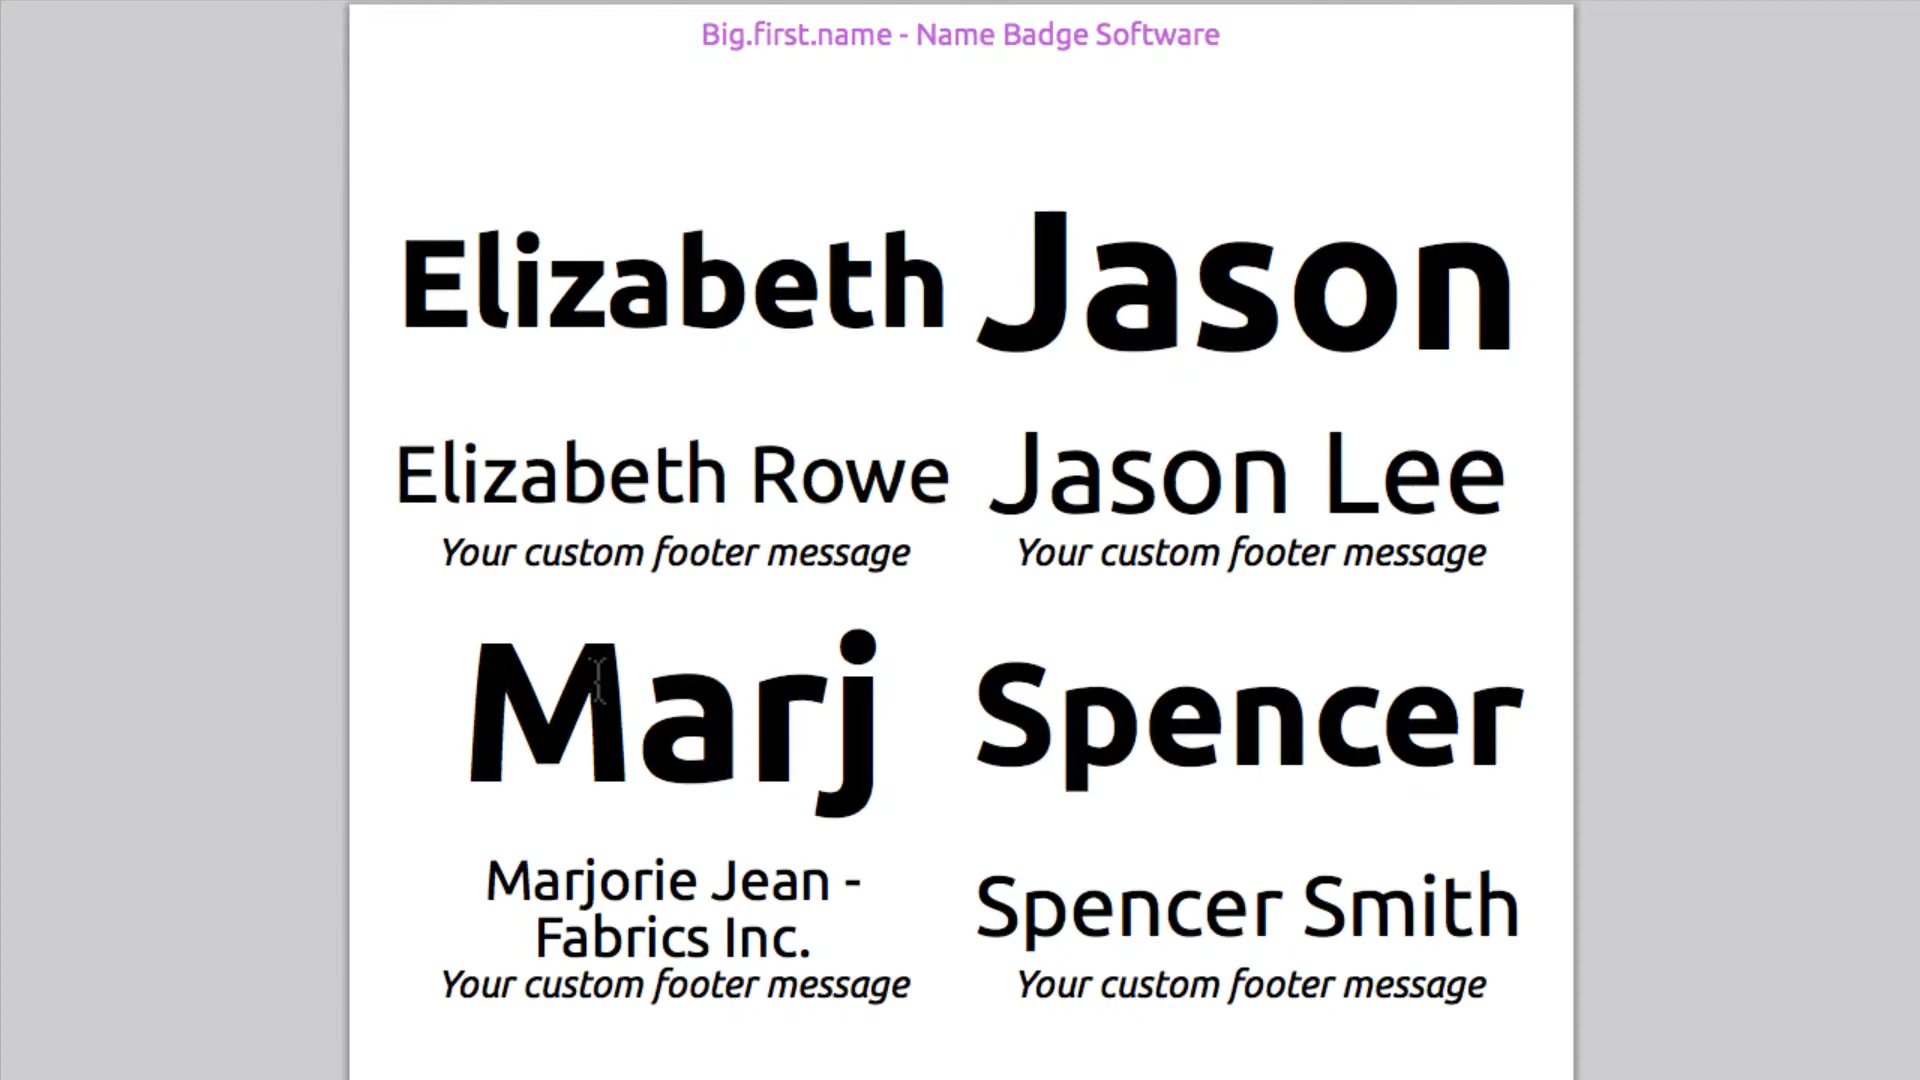 Big.first.name - Name Badge Software
Elizabeth
Elizabeth Rowe
Your custom footer message
Jason
Jason Lee
Your custom footer message
Marj
Marjorie Jean -
Fabrics Inc.
Your custom footer message
Spencer
Spencer Smith
Your custom footer message